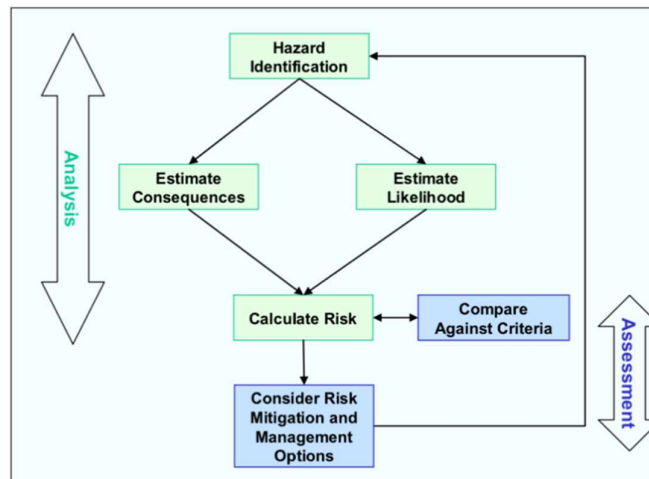 Hazard
Identification
Analysis
Estimate
Consequences
Estimate
Likelihood
Calculate Risk
Compare
Against Criteria
Assessment
Consider Risk
Mitigation and
Management
Options